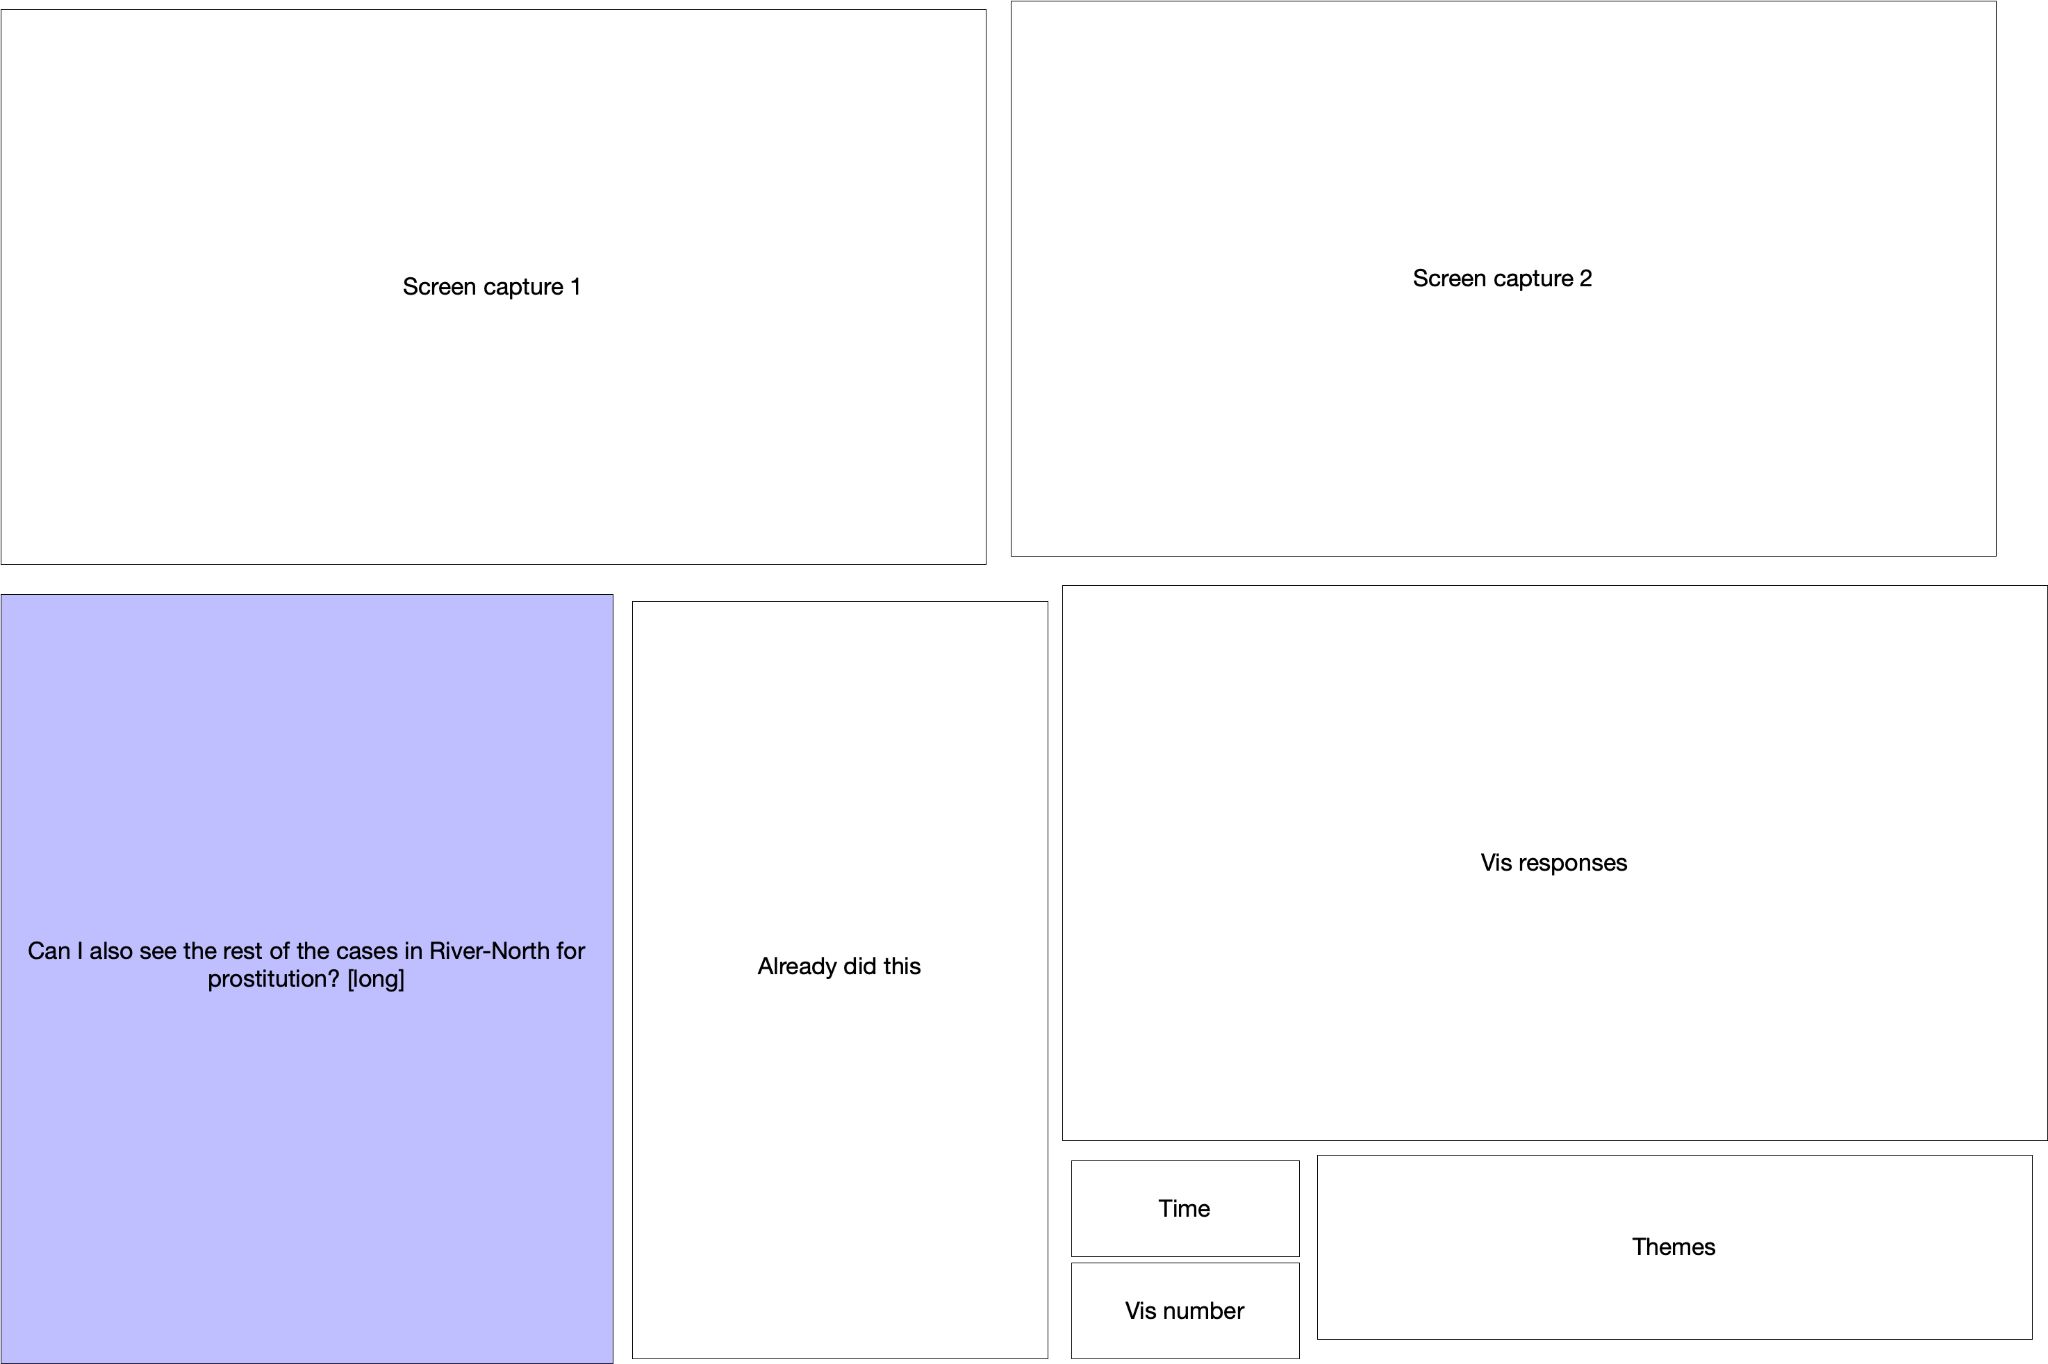 Screen capture 1
Screen capture 2
Can I also see the rest of the cases in River-North for
prostitution? [long]
Already did this
Vis responses
Time
Themes
Vis number